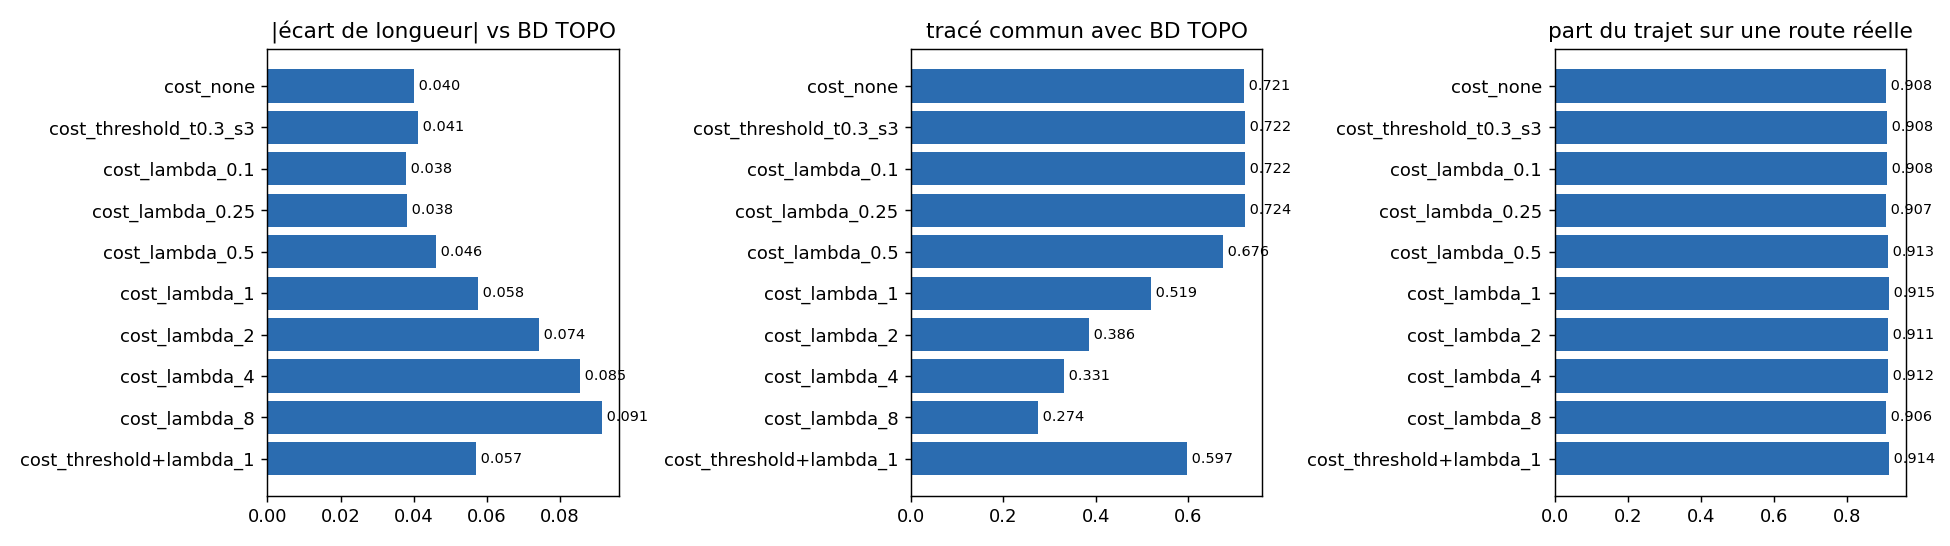 |écart de longueur| vs BD TOPO
cost_none
0.040
cost_threshold_t0.3_s3
0.041
cost_lambda_0.1
0.038
cost_lambda_0.25
0.038
cost_lambda_0.5
0.046
cost_lambda_1
0.058
cost_lambda_2
0.074
cost_lambda_4
0.085
cost_lambda_8
0.091
cost_threshold+lambda_1
0.057
0.00 0.02 0.04 0.06 0.08
tracé commun avec BD TOPO
cost_none
0.721
cost_threshold_t0.3_s3
0.722
cost_lambda_0.1
0.722
cost_lambda_0.25
0.724
cost_lambda_0.5
0.676
cost_lambda_1
0.519
cost_lambda_2
0.386
cost_lambda_4
0.331
cost_lambda_8
0.274
cost_threshold+lambda_1
0.597
0.0 0.2 0.4 0.6
part du trajet sur une route réelle
cost_none
0.908
cost_threshold_t0.3_s3
0.908
cost_lambda_0.1
0.908
cost_lambda_0.25
0.907
cost_lambda_0.5
0.913
cost_lambda_1
0.915
cost_lambda_2
0.911
cost_lambda_4
0.912
cost_lambda_8
0.906
cost_threshold+lambda_1
0.914
0.0 0.2 0.4 0.6 0.8